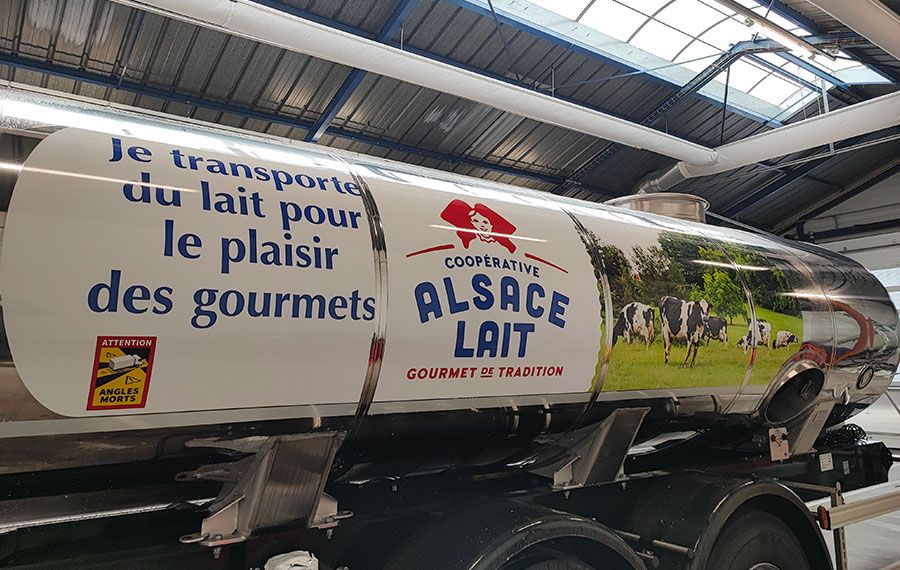 Je transporte
du lait pour
le plaisir
des gourmets
ATTENTION
ANGLES
MORTS
COOPÉRATIVE
ALSACE
LAIT
GOURMET DE TRADITION